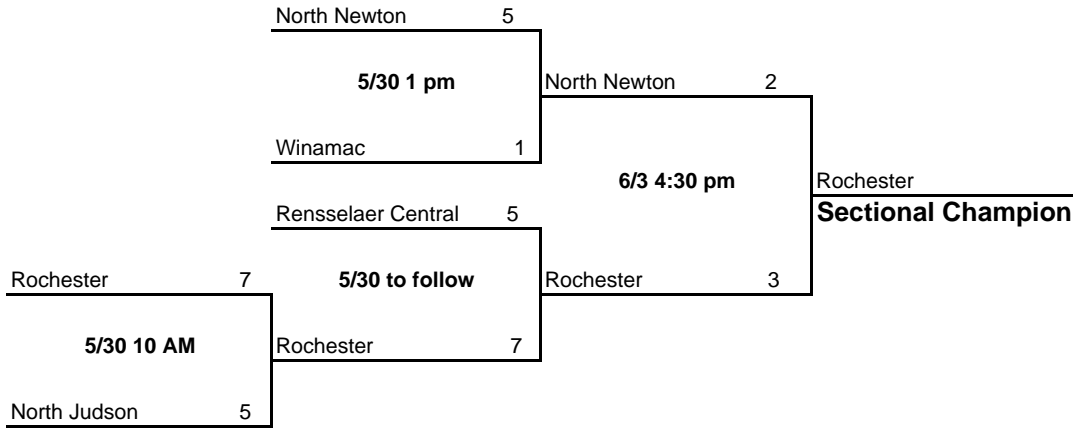 North Newton 5
5/30 1 pm
North Newton 2
Winamac 1
6/3 4:30 pm
Rochester
Sectional Champion
Rensselaer Central 5
Rochester 7
5/30 to follow
Rochester 3
5/30 10 AM
Rochester 7
North Judson 5